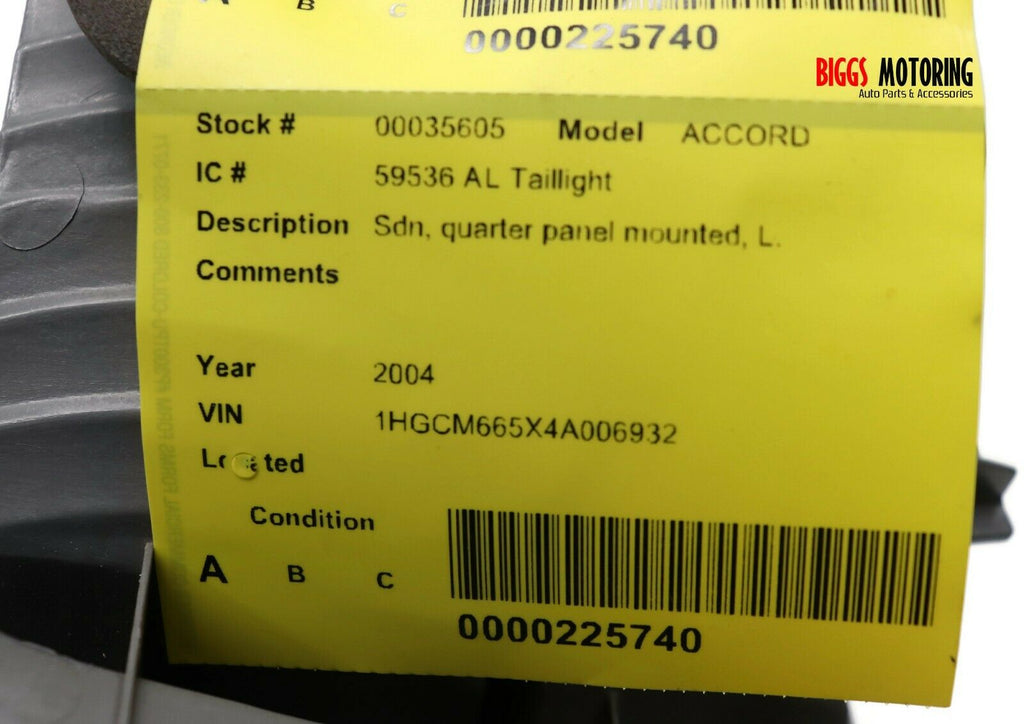 A B C
0000225740
BIGGS MOTORING
Auto Parts & Accessories
Stock # 00035605 Model ACCORD
IC # 59536 AL Taillight
Description Sdn, quarter panel mounted, L.
Comments
Year 2004
VIN 1HGCM665X4A006932
Located
Condition
A B C
0000225740